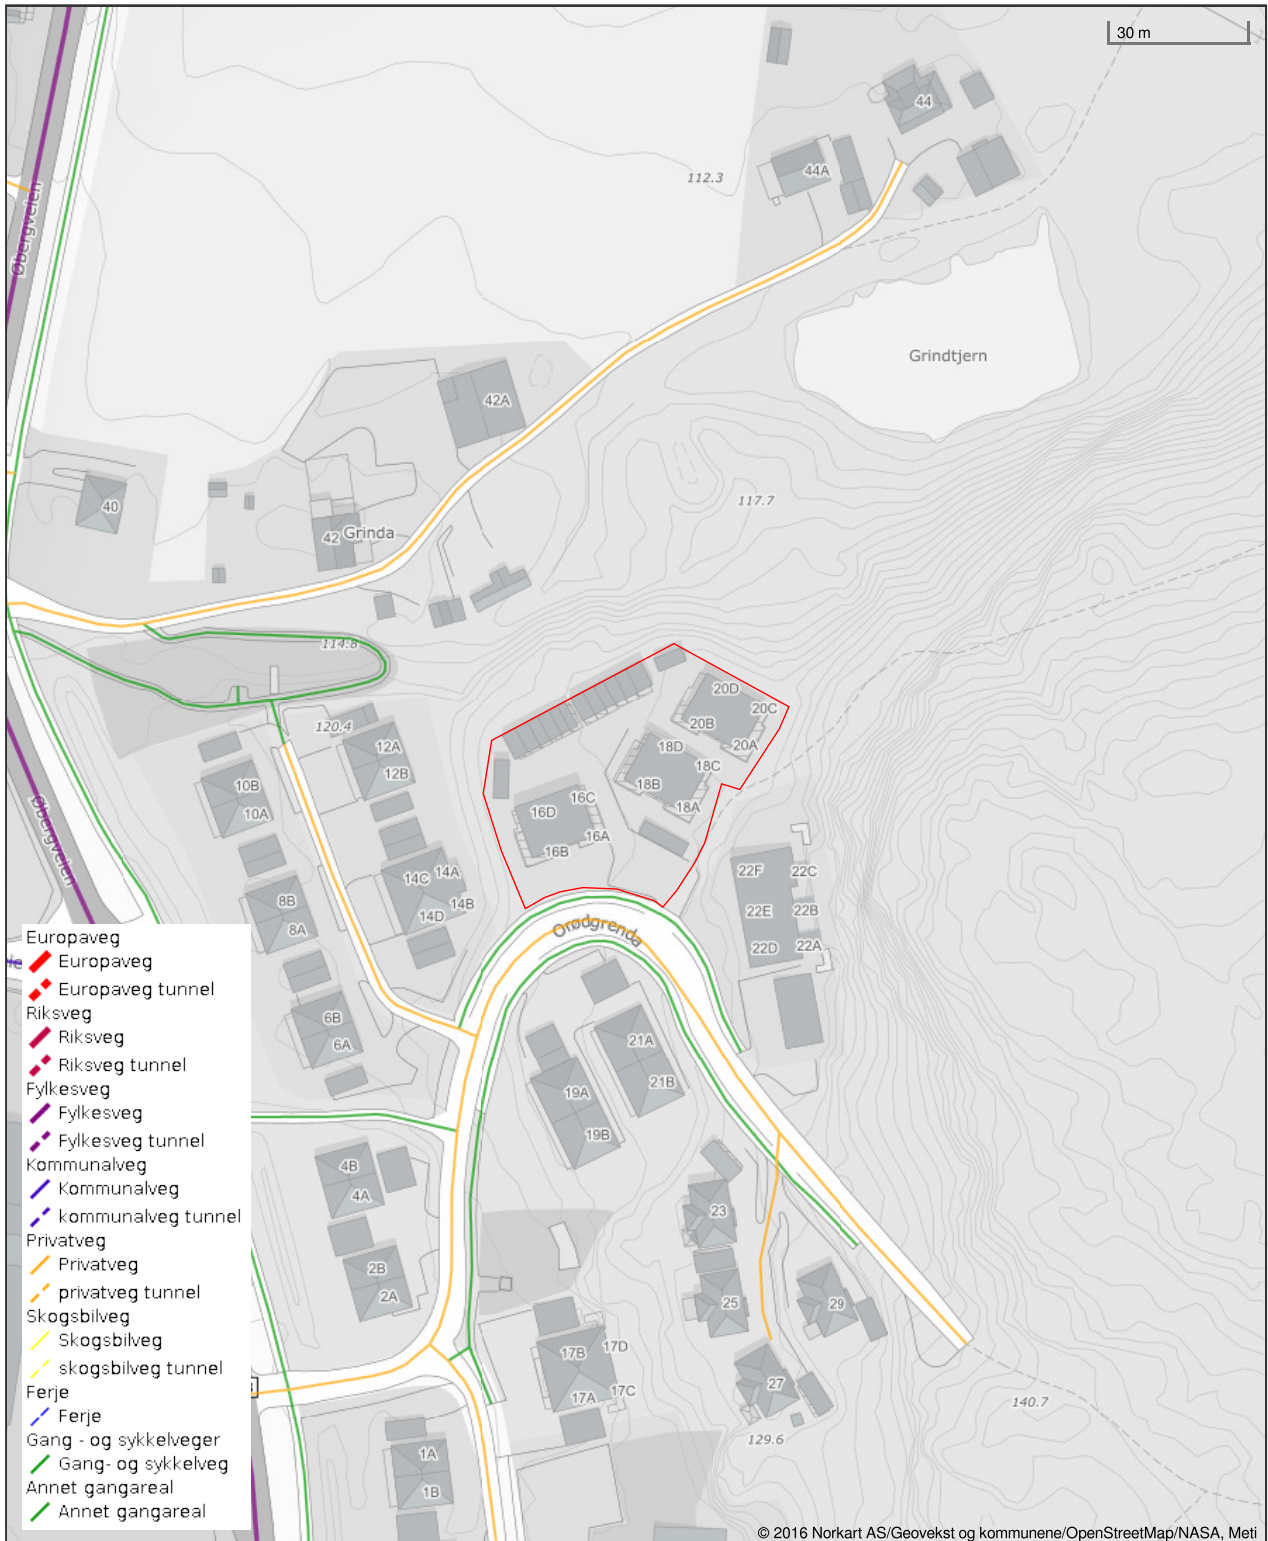 30 m
44
44A
112.3
Øbergveien
Grindtjern
42A
117.7
40
42
Grinda
114.8
120.4
12A
12B
10B
10A
20D
20C
20B
20A
18D
18C
18B
18A
16C
16D
16A
16B
Øbergveien
14A
14C
14B
14D
8B
8A
22F
22C
22E
22B
22D
22A
Orødgrenda
6B
6A
21A
21B
19A
19B
4B
4A
23
2B
2A
25
29
17D
17B
17C
17A
27
140.7
129.6
1A
1B
Europaveg
Europaveg
Europaveg tunnel
Riksveg
Riksveg
Riksveg tunnel
Fylkesveg
Fylkesveg
Fylkesveg tunnel
Kommunalveg
Kommunalveg
kommunalveg tunnel
Privatveg
Privatveg
privatveg tunnel
Skogsbilveg
Skogsbilveg
skogsbilveg tunnel
Ferje
Ferje
Gang - og sykkelveger
Gang- og sykkelveg
Annet gangareal
Annet gangareal
© 2016 Norkart AS/Geovekst og kommunene/OpenStreetMap/NASA, Meti